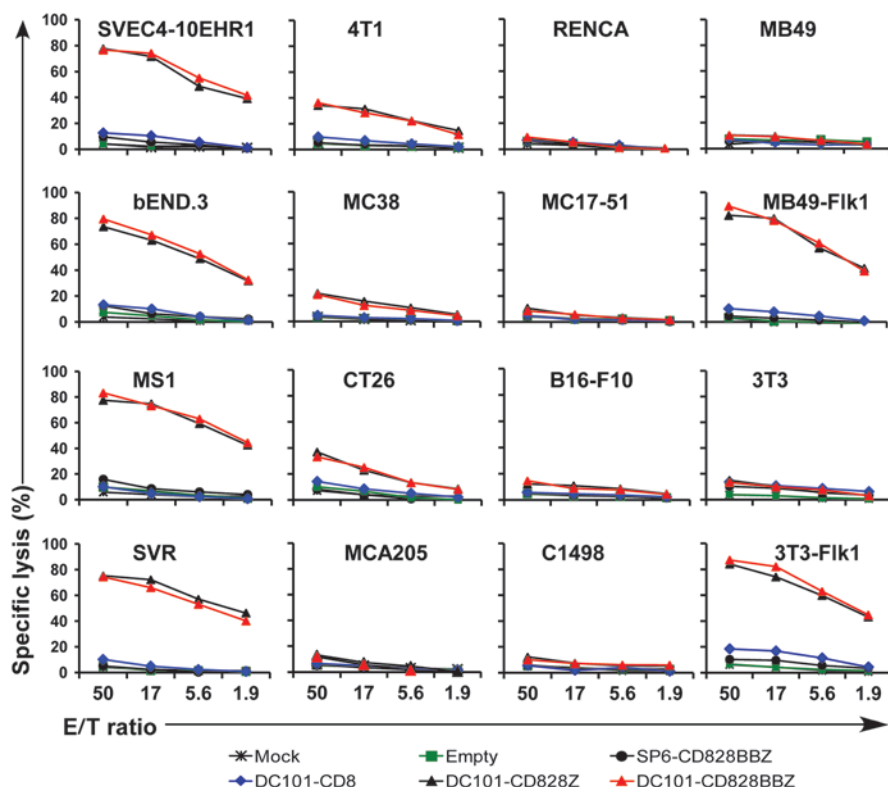 SVEC4-10EHR1 4T1 RENCA MB49
100
80
60
40
20
0
bEND.3 MC38 MC17-51 MB49-Flk1
100
80
60
40
20
0
MS1 CT26 B16-F10 3T3
100
80
60
40
20
0
SVR MCA205 C1498 3T3-Flk1
100
80
60
40
20
0
Specific lysis (%)
50 17 5.6 1.9 50 17 5.6 1.9 50 17 5.6 1.9 50 17 5.6 1.9
E/T ratio
Mock Empty SP6-CD828BBZ
DC101-CD8 DC101-CD828Z DC101-CD828BBZ